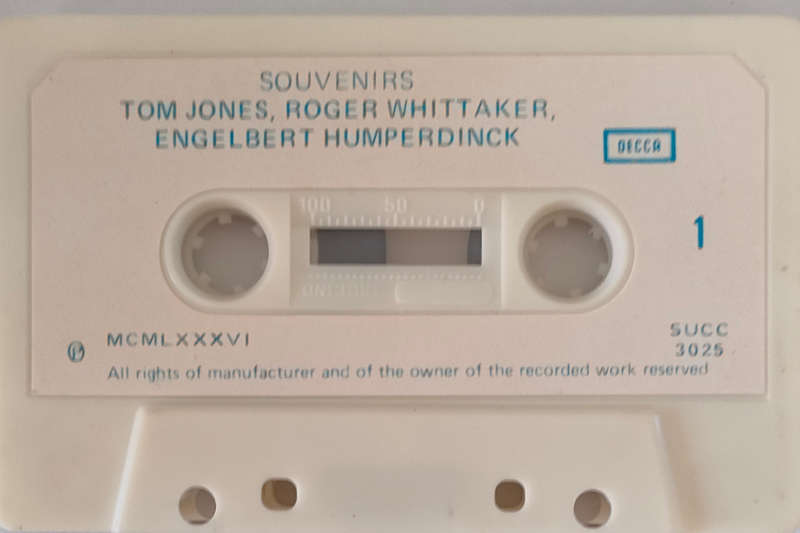 SOUVENIRS
TOM JONES, ROGER WHITTAKER,
ENGELBERT HUMPERDINCK
DECCA
100 50 0
1
MCMLXXXVI
SUCC
3025
Ⓟ
All rights of manufacturer and of the owner of the recorded work reserved